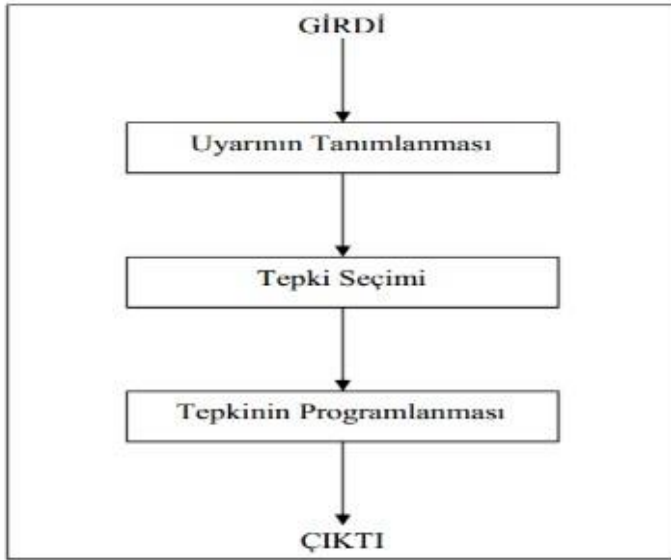 GİRDİ
Uyarının Tanımlanması
Tepki Seçimi
Tepkinin Programlanması
ÇIKTI